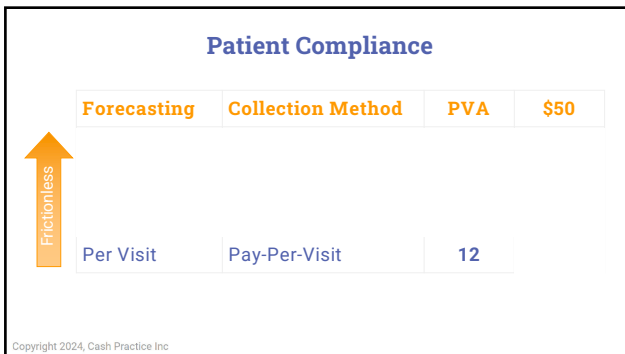 Patient Compliance
Forecasting Collection Method PVA $50
Frictionless
Per Visit Pay-Per-Visit 12
Copyright 2024, Cash Practice Inc